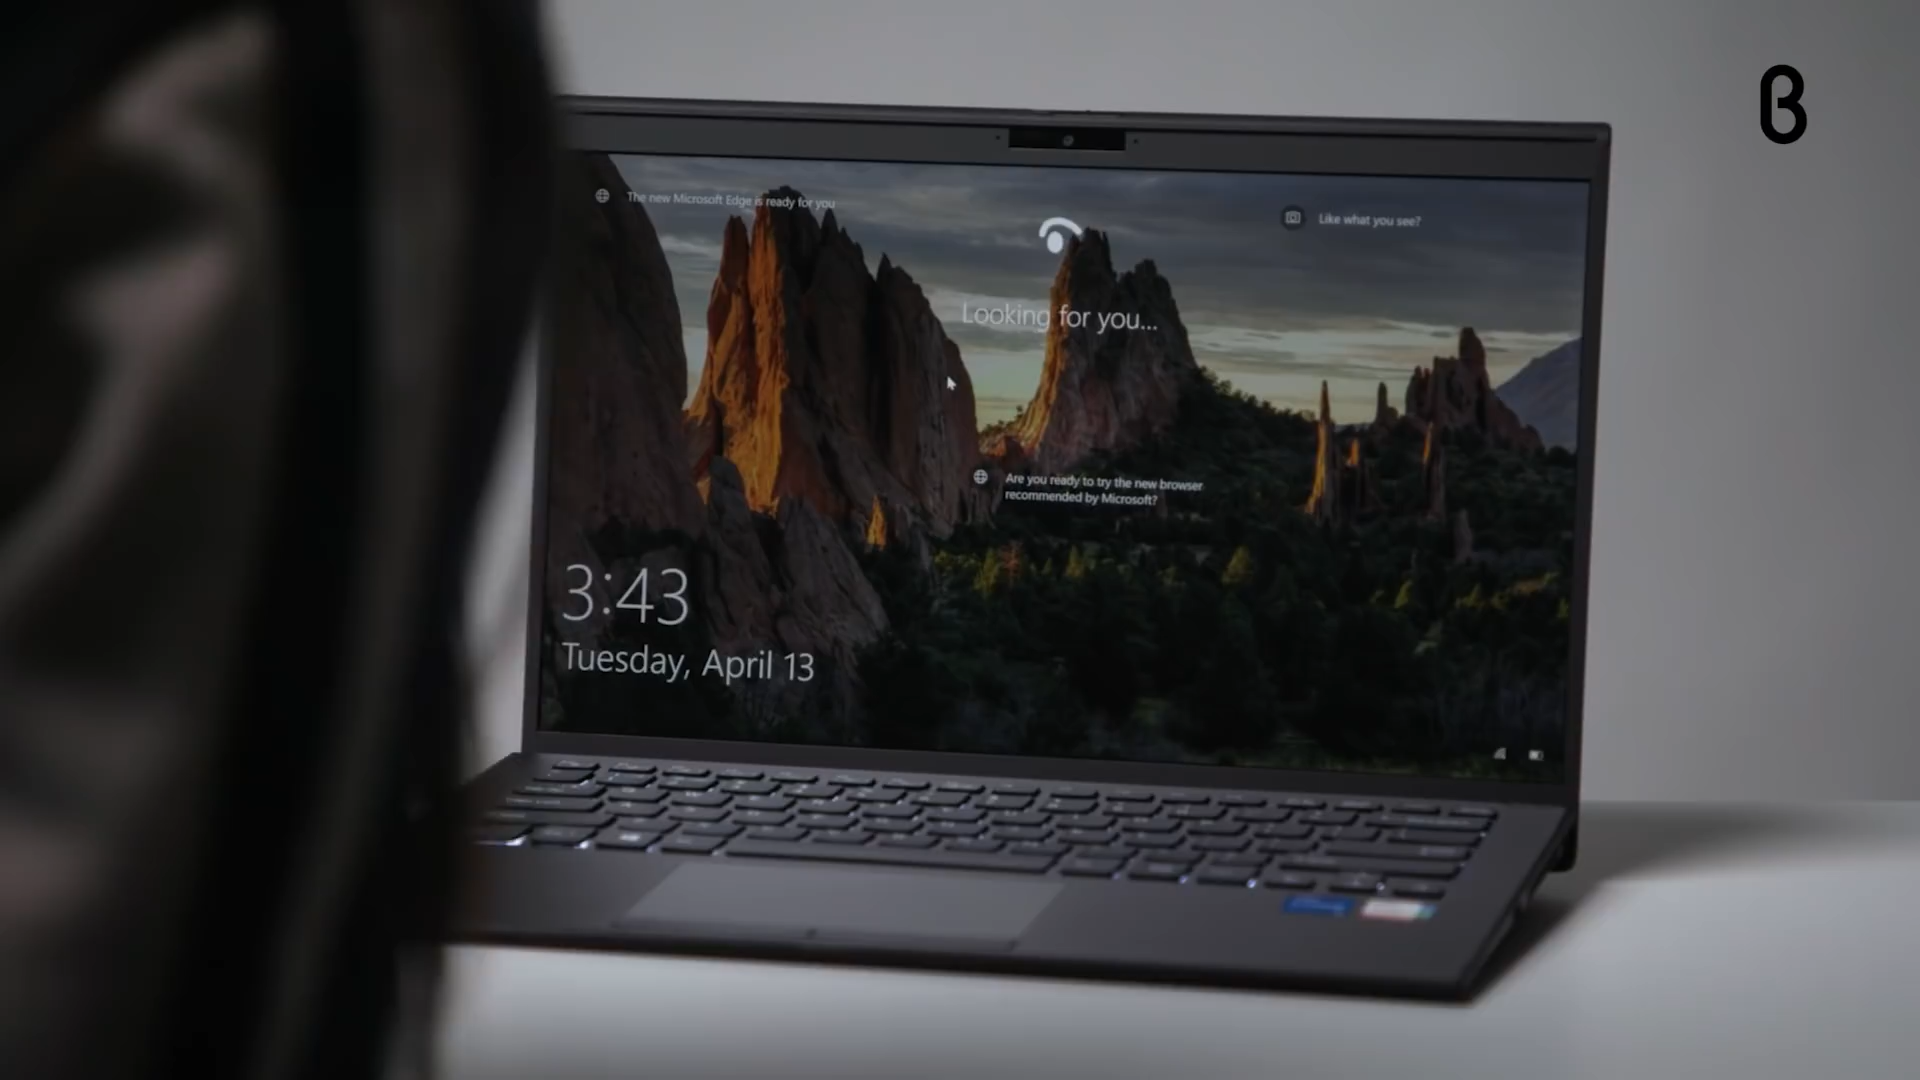 β
The new Microsoft Edge is ready for you
Like what you see?
Looking for you...
Are you ready to try the new browser
recommended by Microsoft?
3:43
Tuesday, April 13